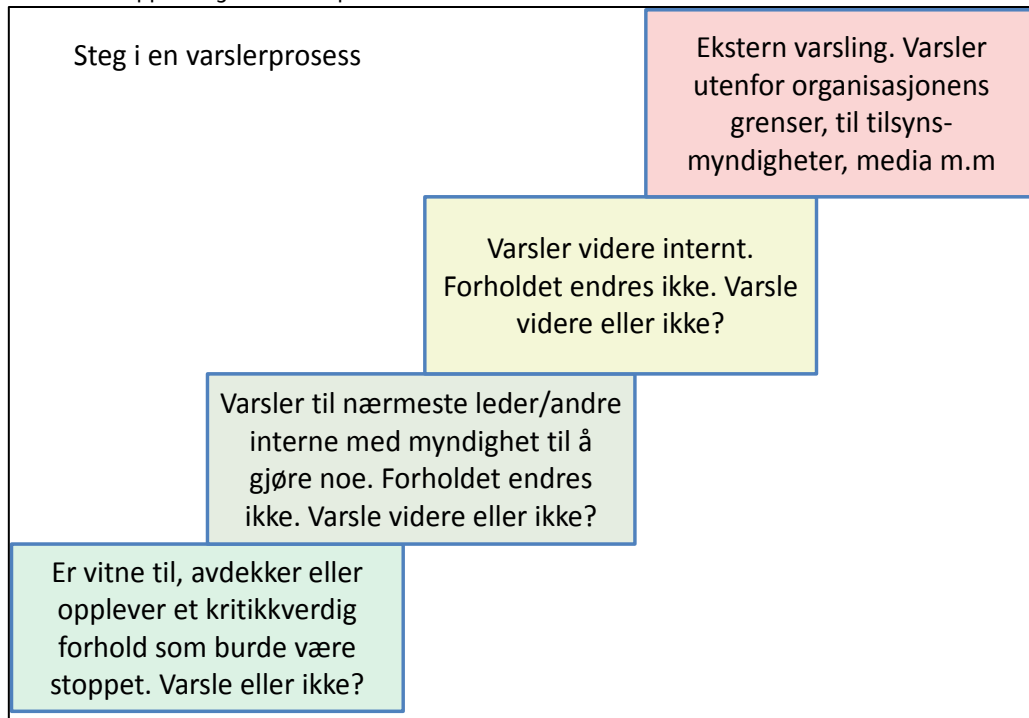 Steg i en varslerprosess
Ekstern varsling. Varsler
utenfor organisasjonens
grenser, til tilsyns-
myndigheter, media m.m
Varsler videre internt.
Forholdet endres ikke. Varsle
videre eller ikke?
Varsler til nærmeste leder/andre
interne med myndighet til å
gjøre noe. Forholdet endres
ikke. Varsle videre eller ikke?
Er vitne til, avdekker eller
opplever et kritikkverdig
forhold som burde være
stoppet. Varsle eller ikke?